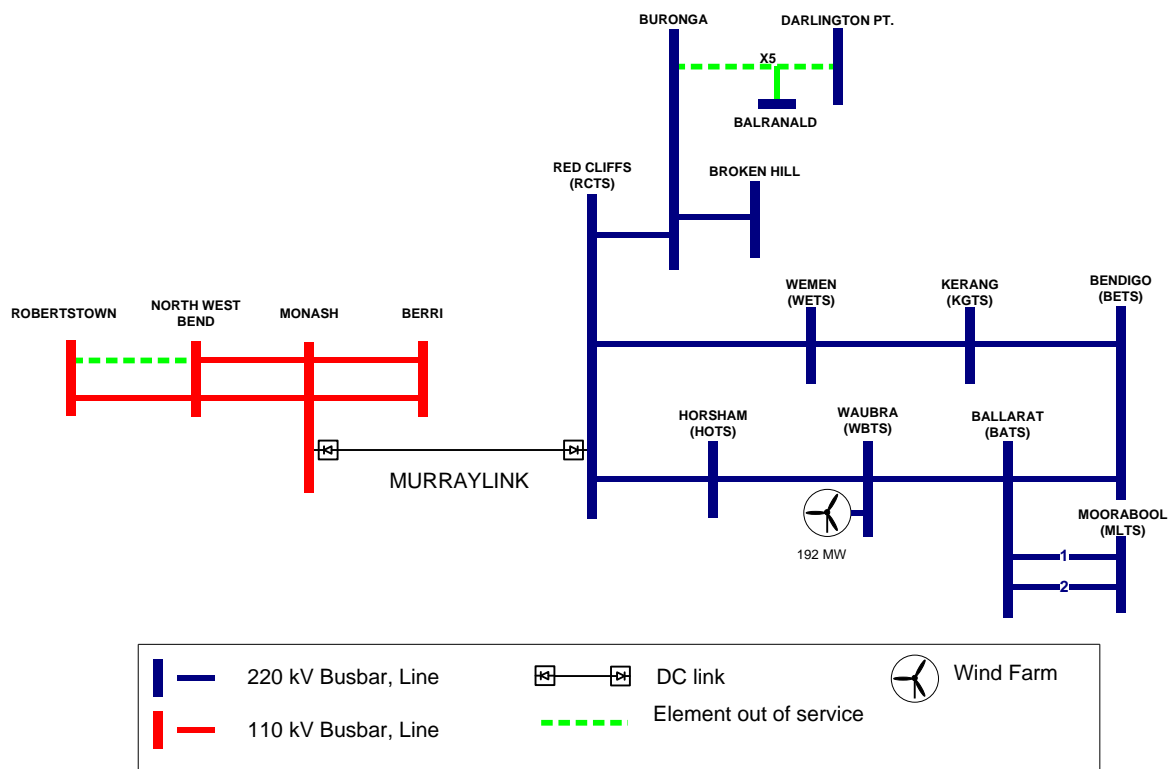 BURONGA
DARLINGTON PT.
X5
BALRANALD
RED CLIFFS
(RCTS)
BROKEN HILL
WEMEN
(WETS)
KERANG
(KGTS)
BENDIGO
(BETS)
ROBERTSTOWN
NORTH WEST
BEND
MONASH
BERRI
HORSHAM
(HOTS)
WAUBRA
(WBTS)
BALLARAT
(BATS)
MURRAYLINK
192 MW
MOORABOOL
(MLTS)
1
2
220 kV Busbar, Line
DC link
Wind Farm
110 kV Busbar, Line
Element out of service